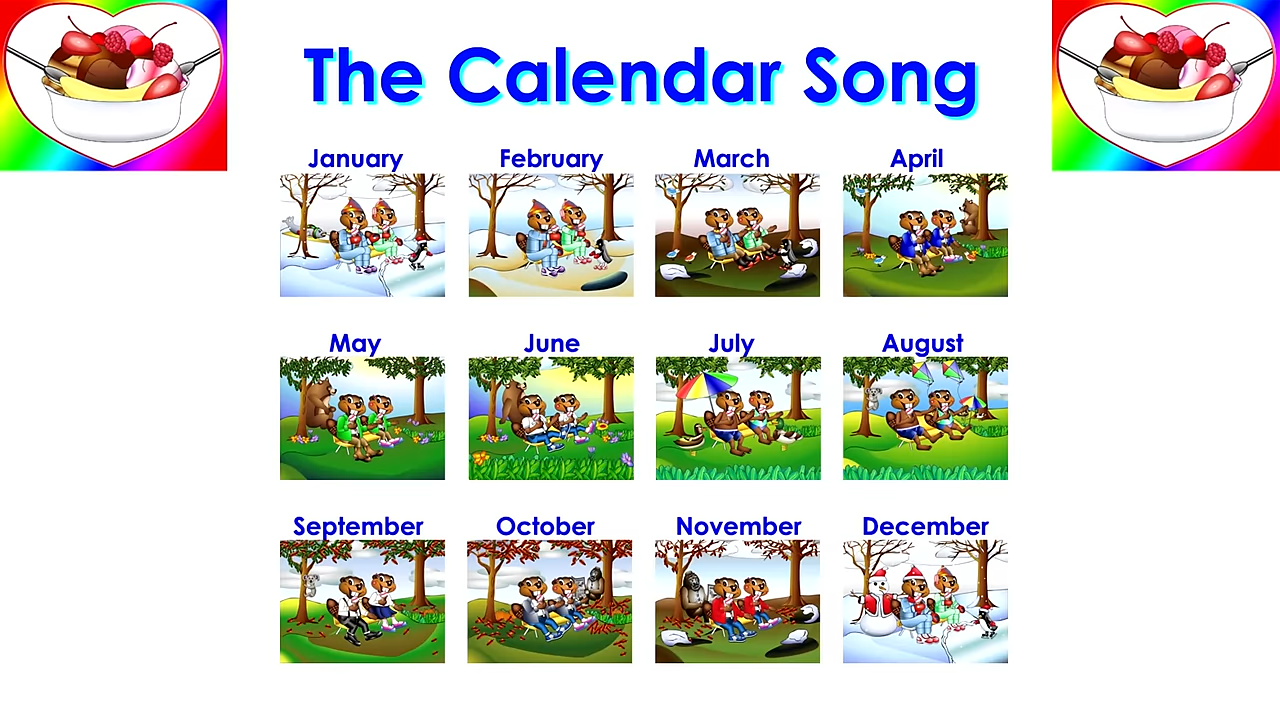 The Calendar Song
January February March April
May June July August
September October November December